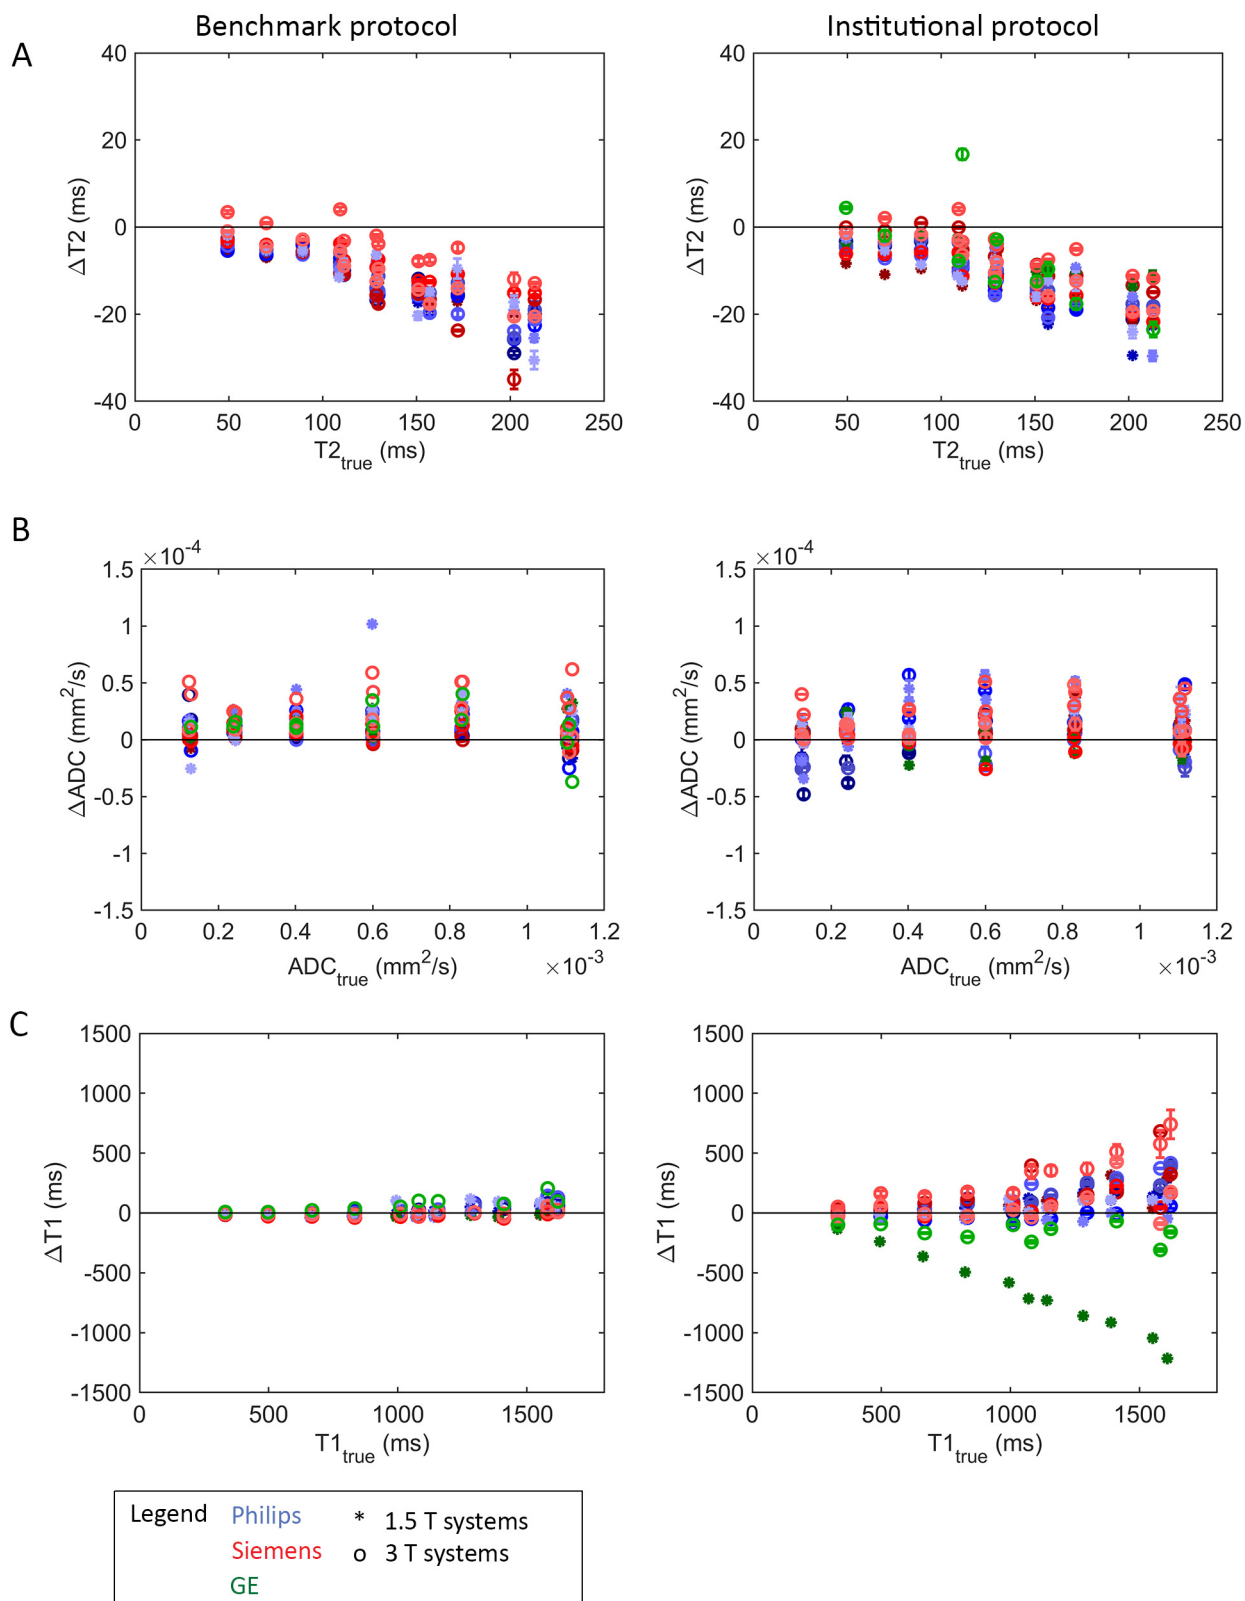 Benchmark protocol
Institutional protocol
A
40
20
0
-20
-40
0 50 100 150 200 250
ΔT2 (ms)
T2true (ms)
40
20
0
-20
-40
0 50 100 150 200 250
ΔT2 (ms)
T2true (ms)
B
×10-4
1.5
1
0.5
0
-0.5
-1
-1.5
0 0.2 0.4 0.6 0.8 1 1.2
ΔADC (mm2/s)
ADCtrue (mm2/s)
×10-3
×10-4
1.5
1
0.5
0
-0.5
-1
-1.5
0 0.2 0.4 0.6 0.8 1 1.2
ΔADC (mm2/s)
ADCtrue (mm2/s)
×10-3
C
1500
1000
500
0
-500
-1000
-1500
0 500 1000 1500
ΔT1 (ms)
T1true (ms)
1500
1000
500
0
-500
-1000
-1500
0 500 1000 1500
ΔT1 (ms)
T1true (ms)
Legend
Philips
Siemens
GE
* 1.5 T systems
o 3 T systems